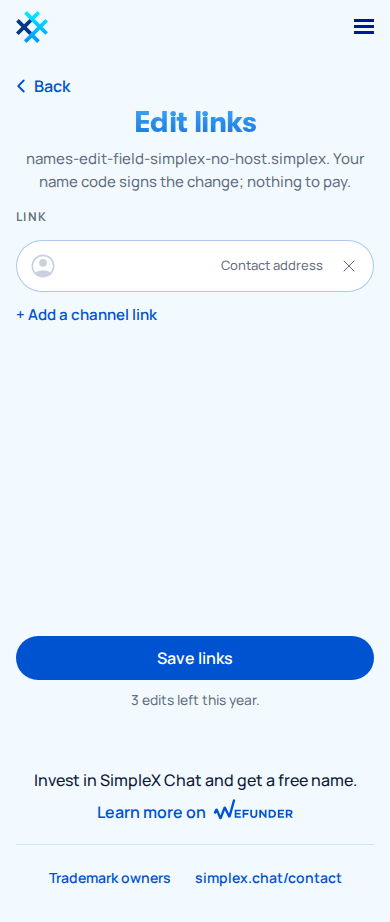 Back
Edit links
names-edit-field-simplex-no-host.simplex. Your
name code signs the change; nothing to pay.
LINK
Contact address
+ Add a channel link
Save links
3 edits left this year.
Invest in SimpleX Chat and get a free name.
Learn more on WEFUNDER
Trademark owners simplex.chat/contact